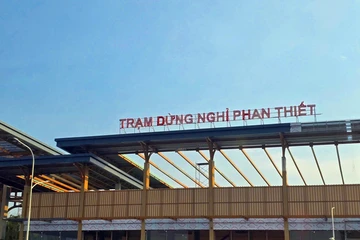 TRẠM DỪNG NGHỈ PHAN THIẾT